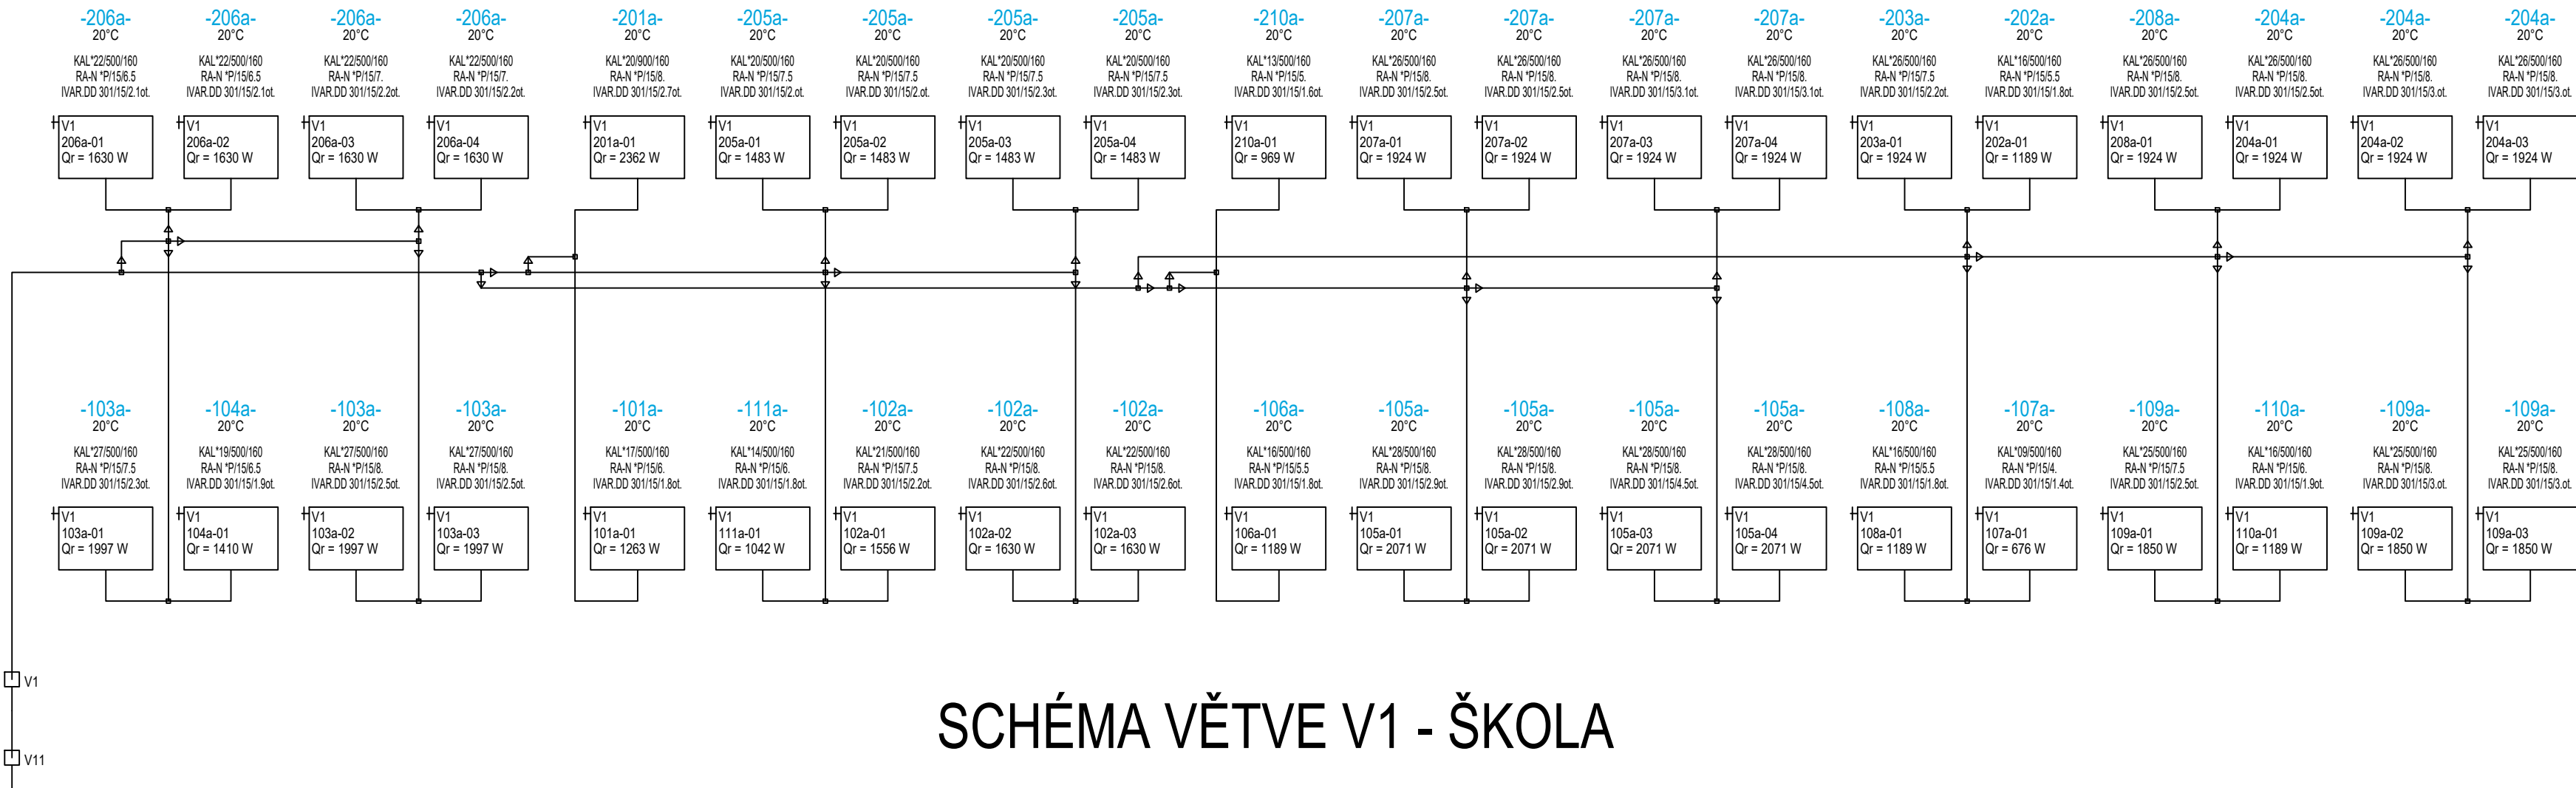 -206a- -206a- -206a- -206a- -201a- -205a- -205a- -205a- -205a- -210a- -207a- -207a- -207a- -207a- -203a- -202a- -208a- -204a- -204a- -204a-
20°C 20°C 20°C 20°C 20°C 20°C 20°C 20°C 20°C 20°C 20°C 20°C 20°C 20°C 20°C 20°C 20°C 20°C 20°C 20°C
KAL*22/500/160 KAL*22/500/160 KAL*22/500/160 KAL*22/500/160 KAL*20/900/160 KAL*20/500/160 KAL*20/500/160 KAL*20/500/160 KAL*20/500/160 KAL*13/500/160 KAL*26/500/160 KAL*26/500/160 KAL*26/500/160 KAL*26/500/160 KAL*26/500/160 KAL*16/500/160 KAL*26/500/160 KAL*26/500/160 KAL*26/500/160 KAL*26/500/160
RA-N *P/15/6.5 RA-N *P/15/6.5 RA-N *P/15/7. RA-N *P/15/7. RA-N *P/15/8. RA-N *P/15/7.5 RA-N *P/15/7.5 RA-N *P/15/7.5 RA-N *P/15/7.5 RA-N *P/15/5. RA-N *P/15/8. RA-N *P/15/8. RA-N *P/15/8. RA-N *P/15/8. RA-N *P/15/7.5 RA-N *P/15/5.5 RA-N *P/15/8. RA-N *P/15/8. RA-N *P/15/8. RA-N *P/15/8.
IVAR.DD 301/15/2.1ot. IVAR.DD 301/15/2.1ot. IVAR.DD 301/15/2.2ot. IVAR.DD 301/15/2.2ot. IVAR.DD 301/15/2.7ot. IVAR.DD 301/15/2.ot. IVAR.DD 301/15/2.ot. IVAR.DD 301/15/2.3ot. IVAR.DD 301/15/2.3ot. IVAR.DD 301/15/1.6ot. IVAR.DD 301/15/2.5ot. IVAR.DD 301/15/2.5ot. IVAR.DD 301/15/3.1ot. IVAR.DD 301/15/3.1ot. IVAR.DD 301/15/2.2ot. IVAR.DD 301/15/1.8ot. IVAR.DD 301/15/2.5ot. IVAR.DD 301/15/2.5ot. IVAR.DD 301/15/3.ot. IVAR.DD 301/15/3.ot.
V1 V1 V1 V1 V1 V1 V1 V1 V1 V1 V1 V1 V1 V1 V1 V1 V1 V1 V1 V1
206a-01 206a-02 206a-03 206a-04 201a-01 205a-01 205a-02 205a-03 205a-04 210a-01 207a-01 207a-02 207a-03 207a-04 203a-01 202a-01 208a-01 204a-01 204a-02 204a-03
Qr = 1630 W Qr = 1630 W Qr = 1630 W Qr = 1630 W Qr = 2362 W Qr = 1483 W Qr = 1483 W Qr = 1483 W Qr = 1483 W Qr = 969 W Qr = 1924 W Qr = 1924 W Qr = 1924 W Qr = 1924 W Qr = 1924 W Qr = 1189 W Qr = 1924 W Qr = 1924 W Qr = 1924 W Qr = 1924 W
-103a- -104a- -103a- -103a- -101a- -111a- -102a- -102a- -102a- -106a- -105a- -105a- -105a- -105a- -108a- -107a- -109a- -110a- -109a- -109a-
20°C 20°C 20°C 20°C 20°C 20°C 20°C 20°C 20°C 20°C 20°C 20°C 20°C 20°C 20°C 20°C 20°C 20°C 20°C 20°C
KAL*27/500/160 KAL*19/500/160 KAL*27/500/160 KAL*27/500/160 KAL*17/500/160 KAL*14/500/160 KAL*21/500/160 KAL*22/500/160 KAL*22/500/160 KAL*16/500/160 KAL*28/500/160 KAL*28/500/160 KAL*28/500/160 KAL*28/500/160 KAL*16/500/160 KAL*09/500/160 KAL*25/500/160 KAL*16/500/160 KAL*25/500/160 KAL*25/500/160
RA-N *P/15/7.5 RA-N *P/15/6.5 RA-N *P/15/8. RA-N *P/15/8. RA-N *P/15/6. RA-N *P/15/6. RA-N *P/15/7.5 RA-N *P/15/8. RA-N *P/15/8. RA-N *P/15/5.5 RA-N *P/15/8. RA-N *P/15/8. RA-N *P/15/8. RA-N *P/15/8. RA-N *P/15/5.5 RA-N *P/15/4. RA-N *P/15/7.5 RA-N *P/15/6. RA-N *P/15/8. RA-N *P/15/8.
IVAR.DD 301/15/2.3ot. IVAR.DD 301/15/1.9ot. IVAR.DD 301/15/2.5ot. IVAR.DD 301/15/2.5ot. IVAR.DD 301/15/1.8ot. IVAR.DD 301/15/1.8ot. IVAR.DD 301/15/2.2ot. IVAR.DD 301/15/2.6ot. IVAR.DD 301/15/2.6ot. IVAR.DD 301/15/1.8ot. IVAR.DD 301/15/2.9ot. IVAR.DD 301/15/2.9ot. IVAR.DD 301/15/4.5ot. IVAR.DD 301/15/4.5ot. IVAR.DD 301/15/1.8ot. IVAR.DD 301/15/1.4ot. IVAR.DD 301/15/2.5ot. IVAR.DD 301/15/1.9ot. IVAR.DD 301/15/3.ot. IVAR.DD 301/15/3.ot.
V1 V1 V1 V1 V1 V1 V1 V1 V1 V1 V1 V1 V1 V1 V1 V1 V1 V1 V1 V1
103a-01 104a-01 103a-02 103a-03 101a-01 111a-01 102a-01 102a-02 102a-03 106a-01 105a-01 105a-02 105a-03 105a-04 108a-01 107a-01 109a-01 110a-01 109a-02 109a-03
Qr = 1997 W Qr = 1410 W Qr = 1997 W Qr = 1997 W Qr = 1263 W Qr = 1042 W Qr = 1556 W Qr = 1630 W Qr = 1630 W Qr = 1189 W Qr = 2071 W Qr = 2071 W Qr = 2071 W Qr = 2071 W Qr = 1189 W Qr = 676 W Qr = 1850 W Qr = 1189 W Qr = 1850 W Qr = 1850 W
V1
SCHÉMA VĚTVE V1 - ŠKOLA
V11